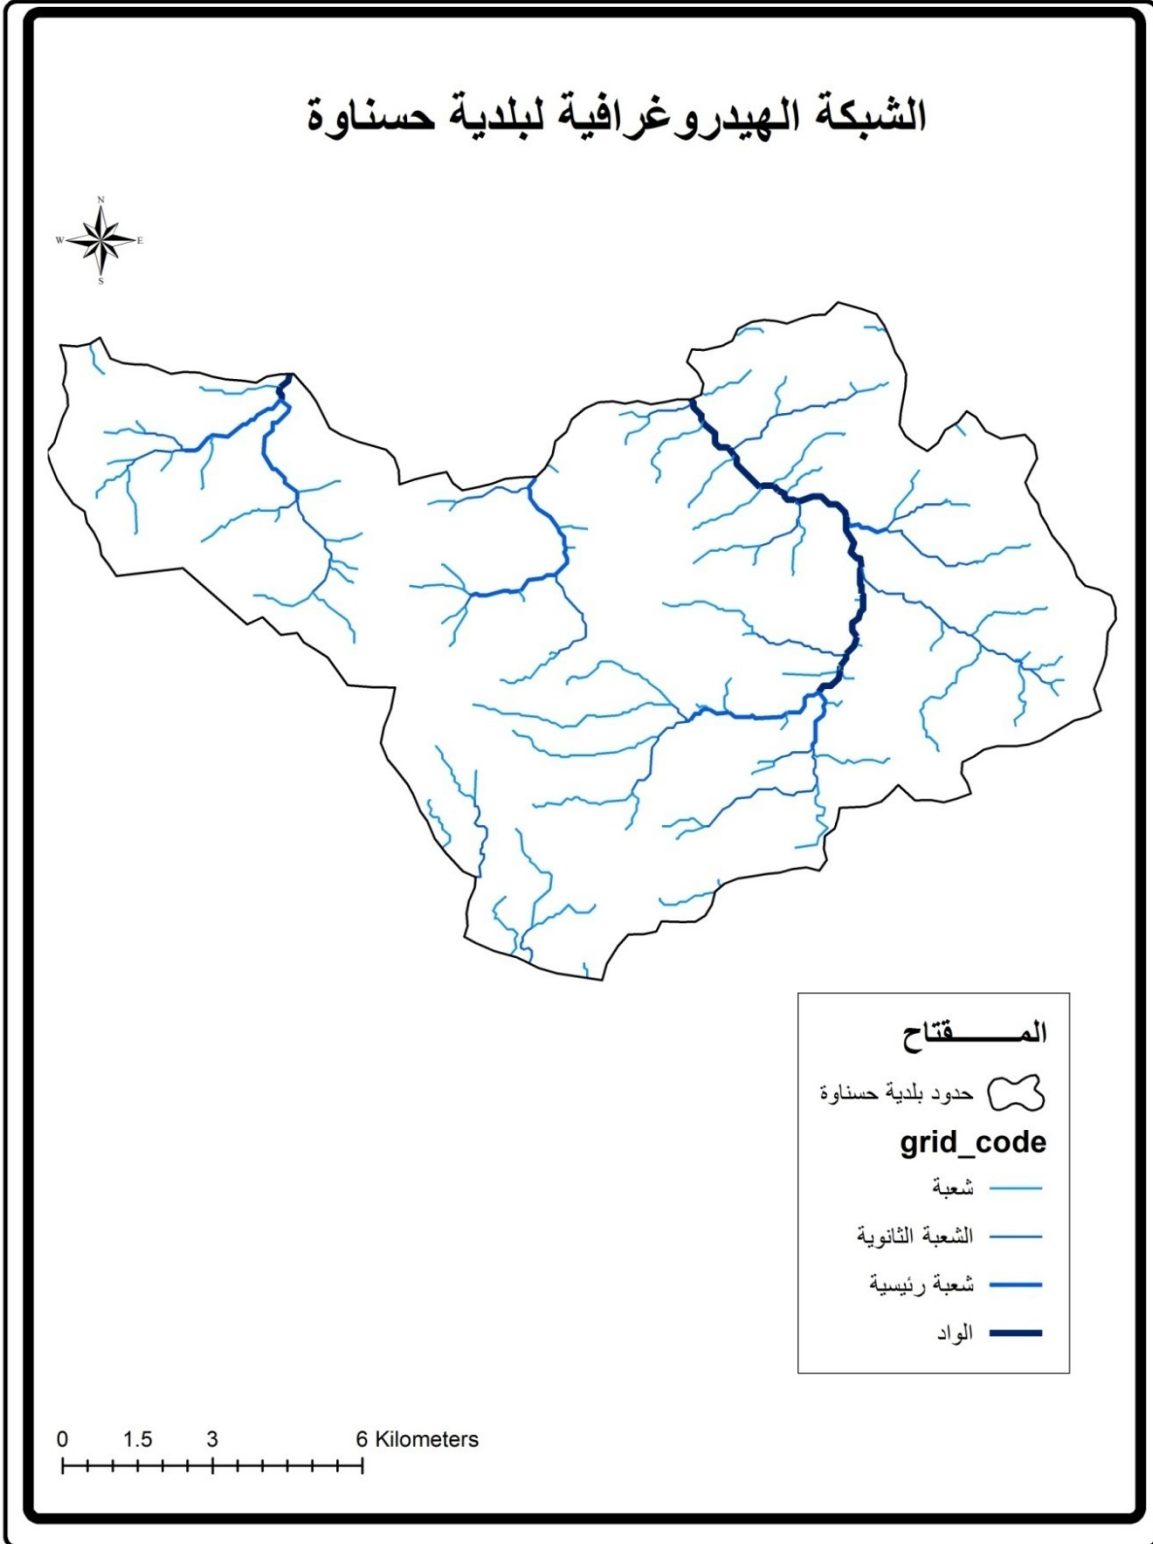 الشبكة الهيدروغرافية لبلدية حسناوة
N
W E
S
المـــــــقتاح
حدود بلدية حسناوة
grid_code
شعبة
الشعبة الثانوية
شعبة رئيسية
الواد
0 1.5 3 6 Kilometers